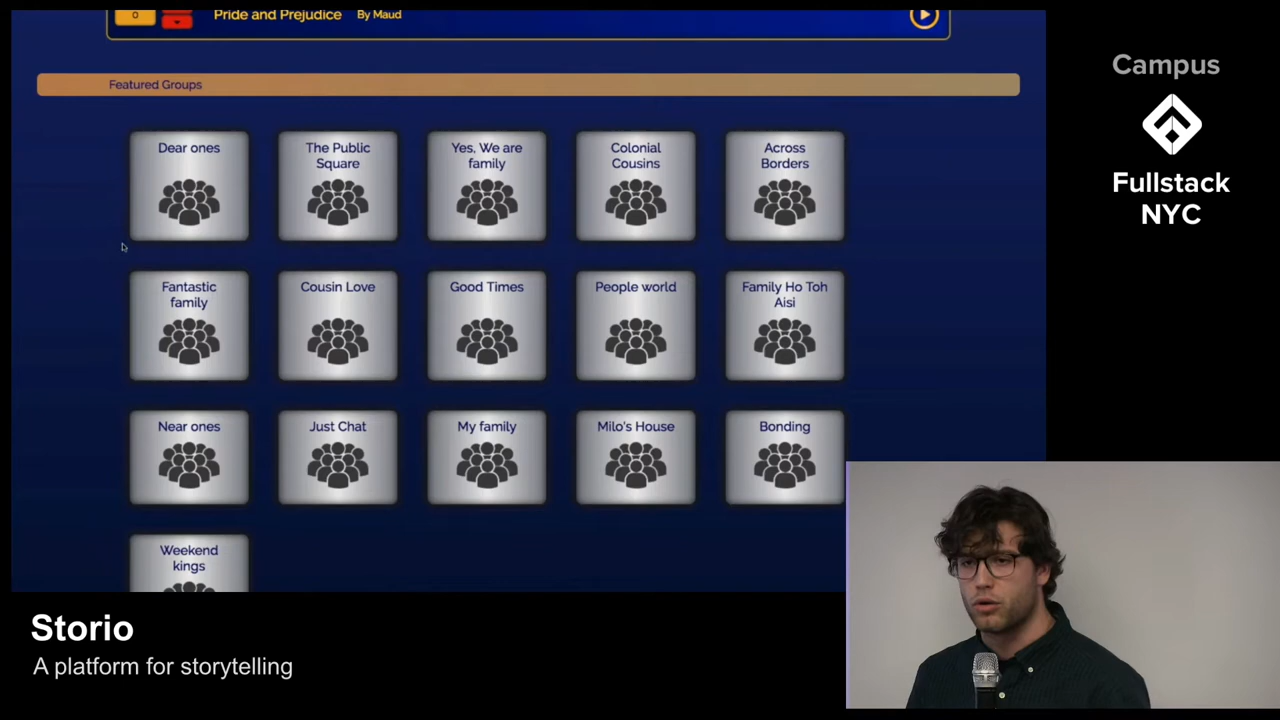 0
Pride and Prejudice By Maud
Featured Groups
Dear ones
The Public
Square
Yes, We are
family
Colonial
Cousins
Across
Borders
Fantastic
family
Cousin Love
Good Times
People world
Family Ho Toh
Aisi
Near ones
Just Chat
My family
Milo's House
Bonding
Weekend
kings
Campus
Fullstack
NYC
Storio
A platform for storytelling